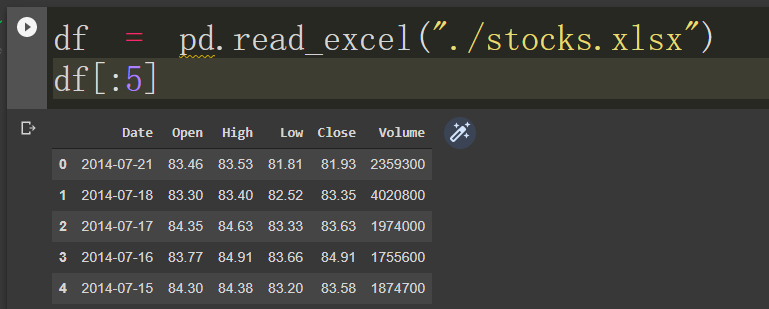 df = pd.read_excel("./stocks.xlsx")
df[:5]
Date Open High Low Close Volume
0 2014-07-21 83.46 83.53 81.81 81.93 2359300
1 2014-07-18 83.30 83.40 82.52 83.35 4020800
2 2014-07-17 84.35 84.63 83.33 83.63 1974000
3 2014-07-16 83.77 84.91 83.66 84.91 1755600
4 2014-07-15 84.30 84.38 83.20 83.58 1874700